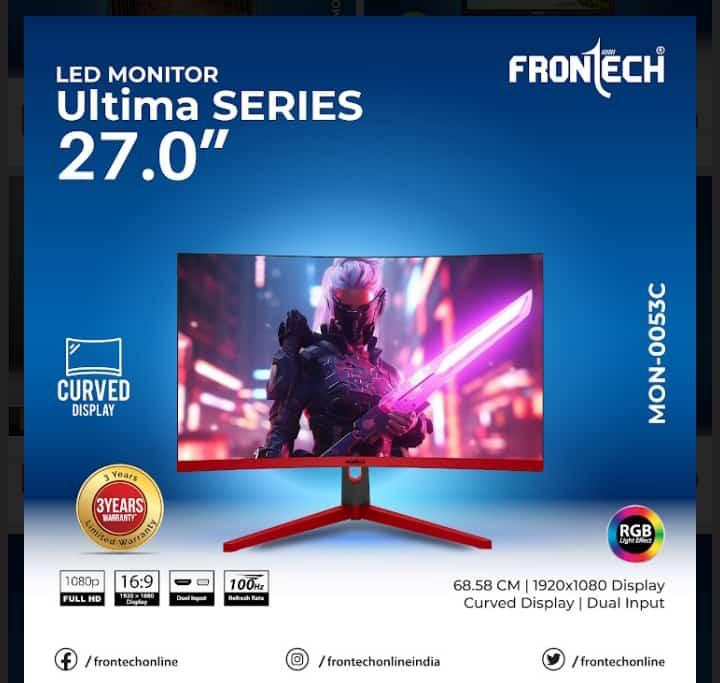 LED MONITOR
Ultima SERIES
27.0”
FRONTECH®
MON-0053C
CURVED
DISPLAY
3 Years
3YEARS
WARRANTY*
Limited Warranty
RGB
Light Effect
1080p
FULL HD
16:9
1920 x 1080
Display
Dual Input
100Hz
Refresh Rate
68.58 CM | 1920x1080 Display
Curved Display | Dual Input
/frontechonline
/frontechonlineindia
/frontechonline